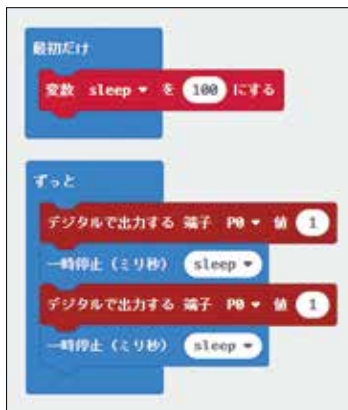 最初だけ
変数 sleep を 100 にする
ずっと
デジタルで出力する 端子 P0 値 1
一時停止（ミリ秒） sleep
デジタルで出力する 端子 P0 値 1
一時停止（ミリ秒） sleep